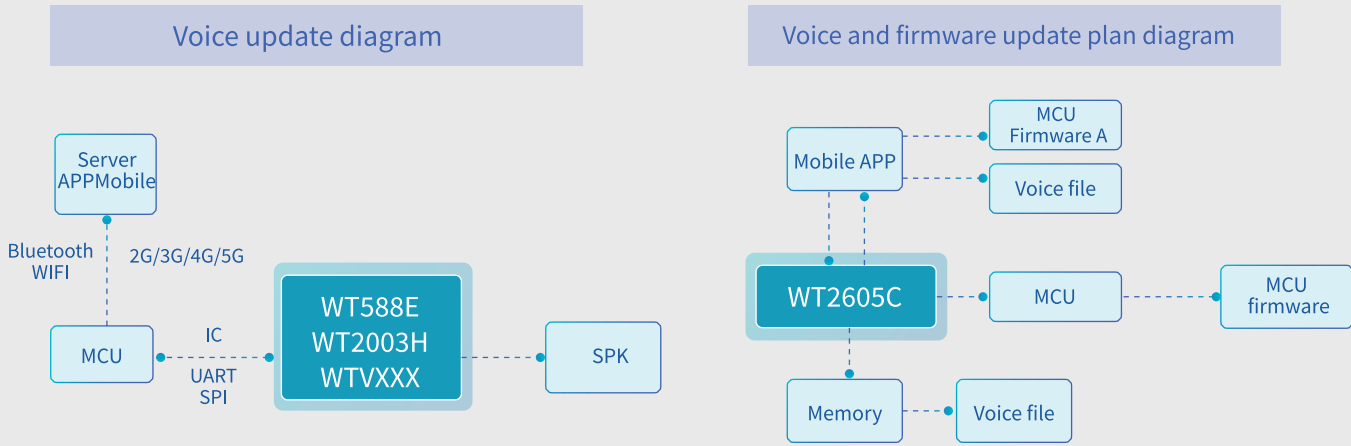 Voice update diagram
Server
APPMobile
Bluetooth
WIFI
2G/3G/4G/5G
MCU
IC
UART
SPI
WT588E
WT2003H
WTVXXX
SPK
Voice and firmware update plan diagram
Mobile APP
MCU
Firmware A
Voice file
WT2605C
MCU
MCU
firmware
Memory
Voice file